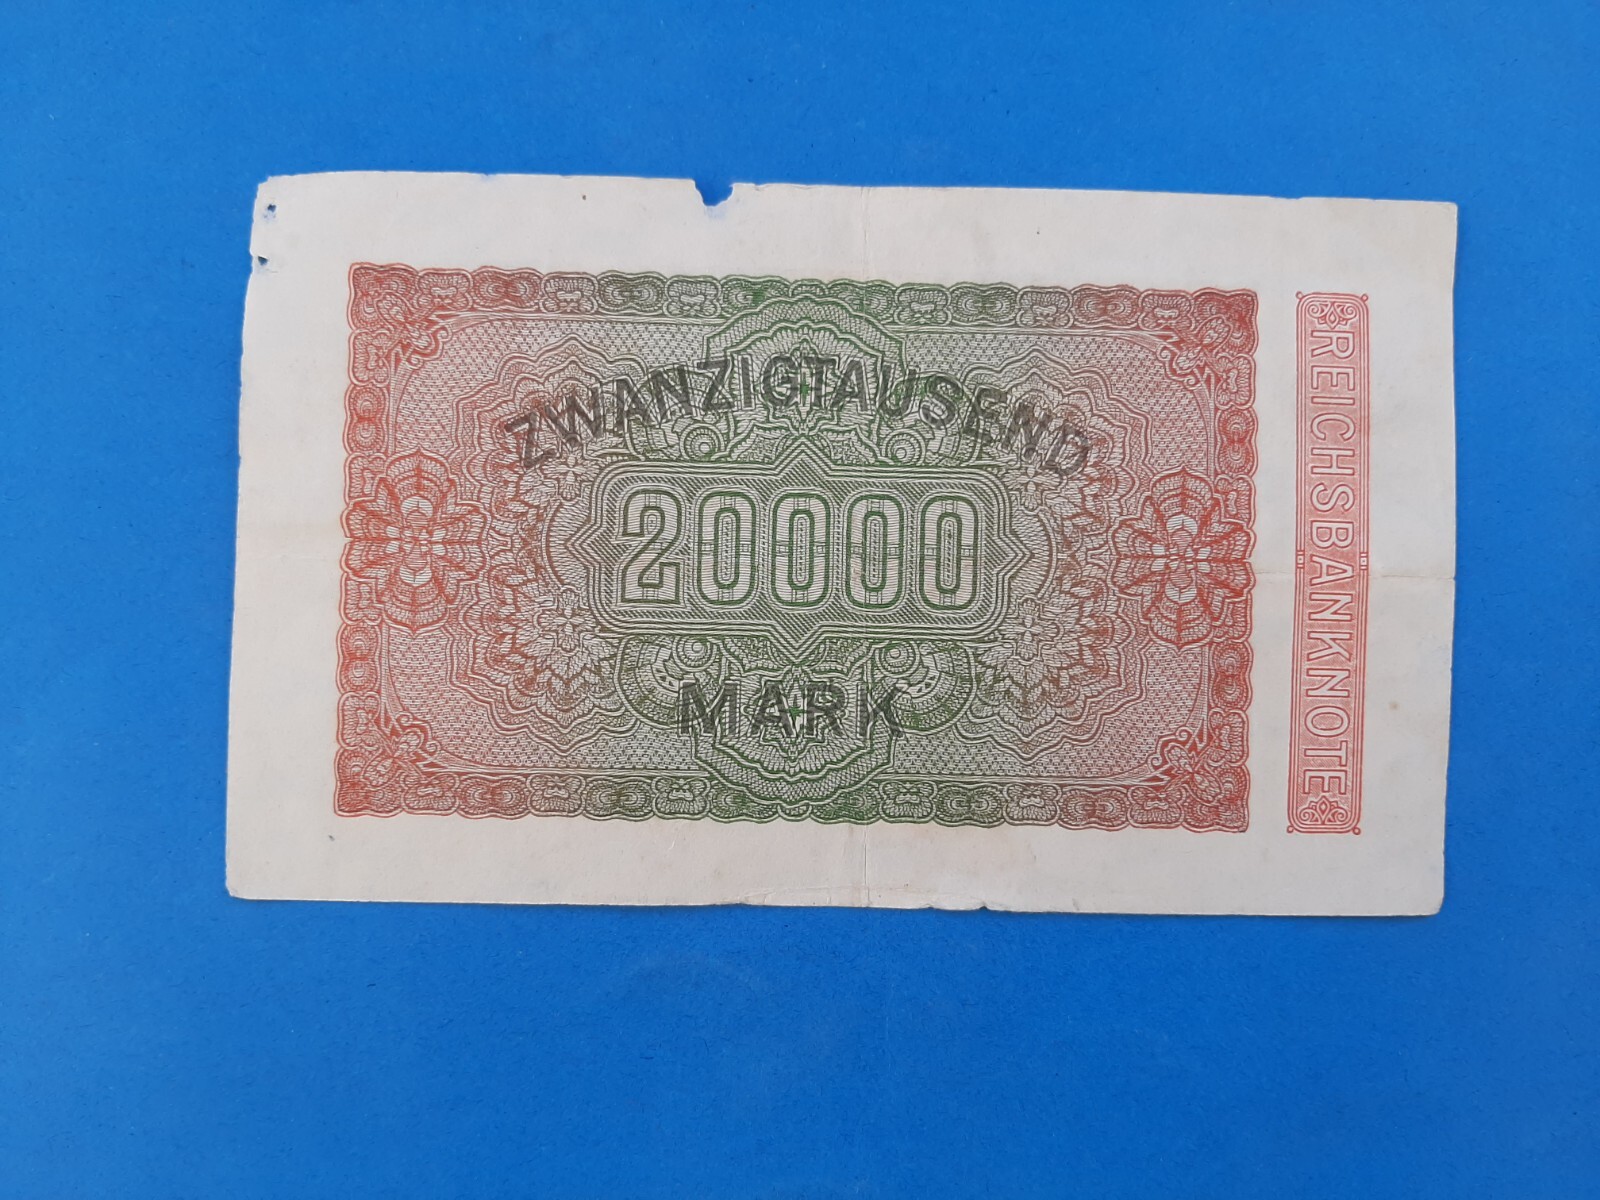 ZWANZIGTAUSEND
20000
MARK
REICHSBANKNOTE